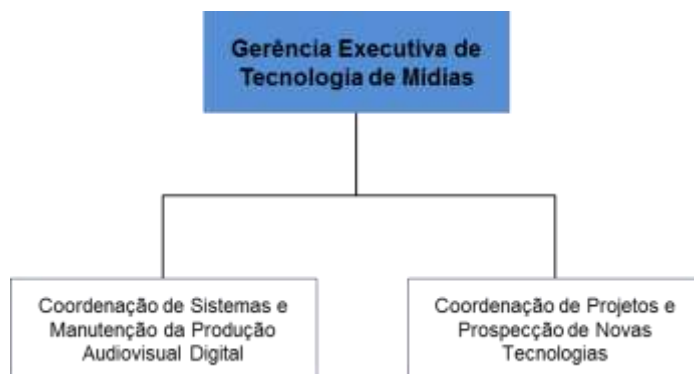 Gerência Executiva de
Tecnologia de Mídias
Coordenação de Sistemas e
Manutenção da Produção
Audiovisual Digital
Coordenação de Projetos e
Prospecção de Novas
Tecnologias